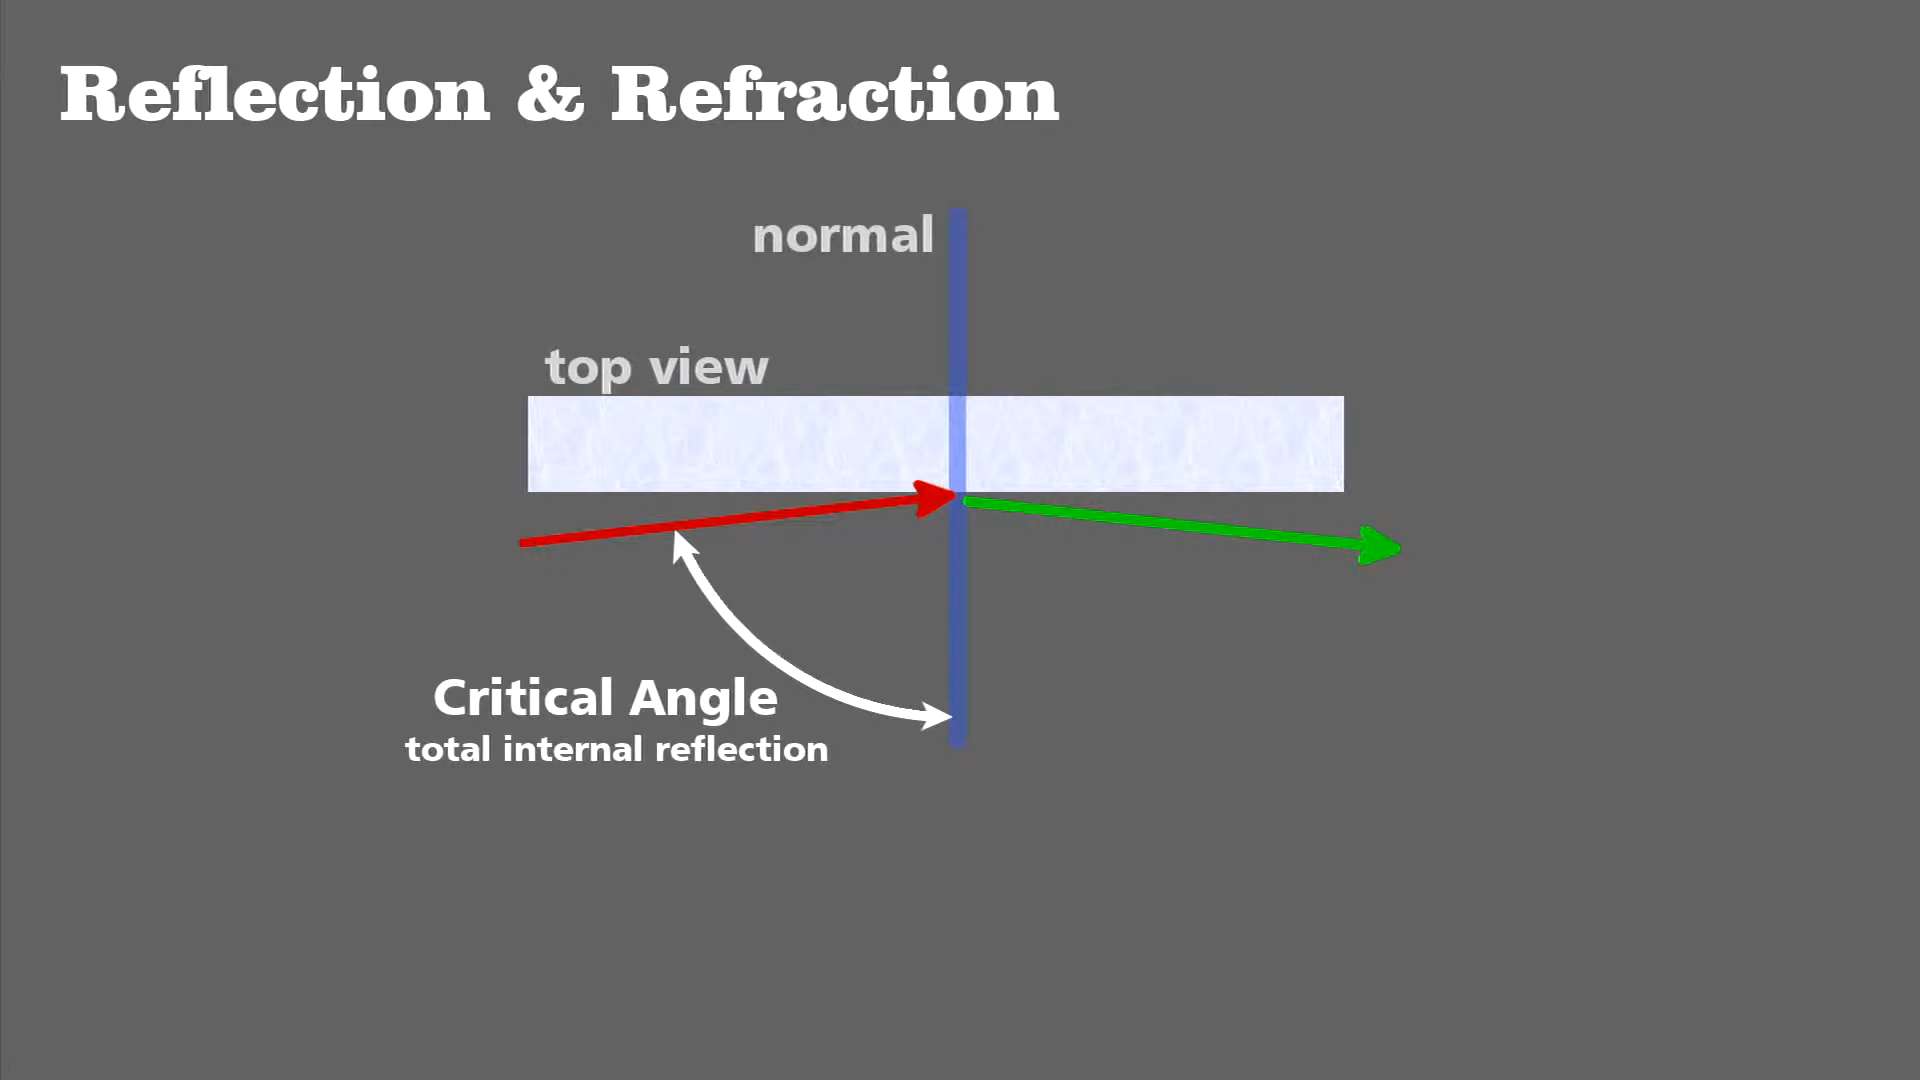 Reflection & Refraction
normal
top view
Critical Angle
total internal reflection